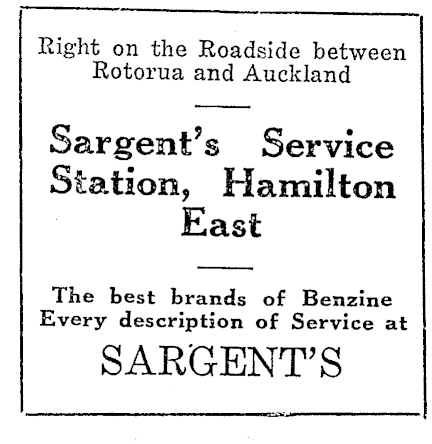 Right on the Roadside between
Rotorua and Auckland
Sargent's Service
Station, Hamilton
East
The best brands of Benzine
Every description of Service at
SARGENT'S